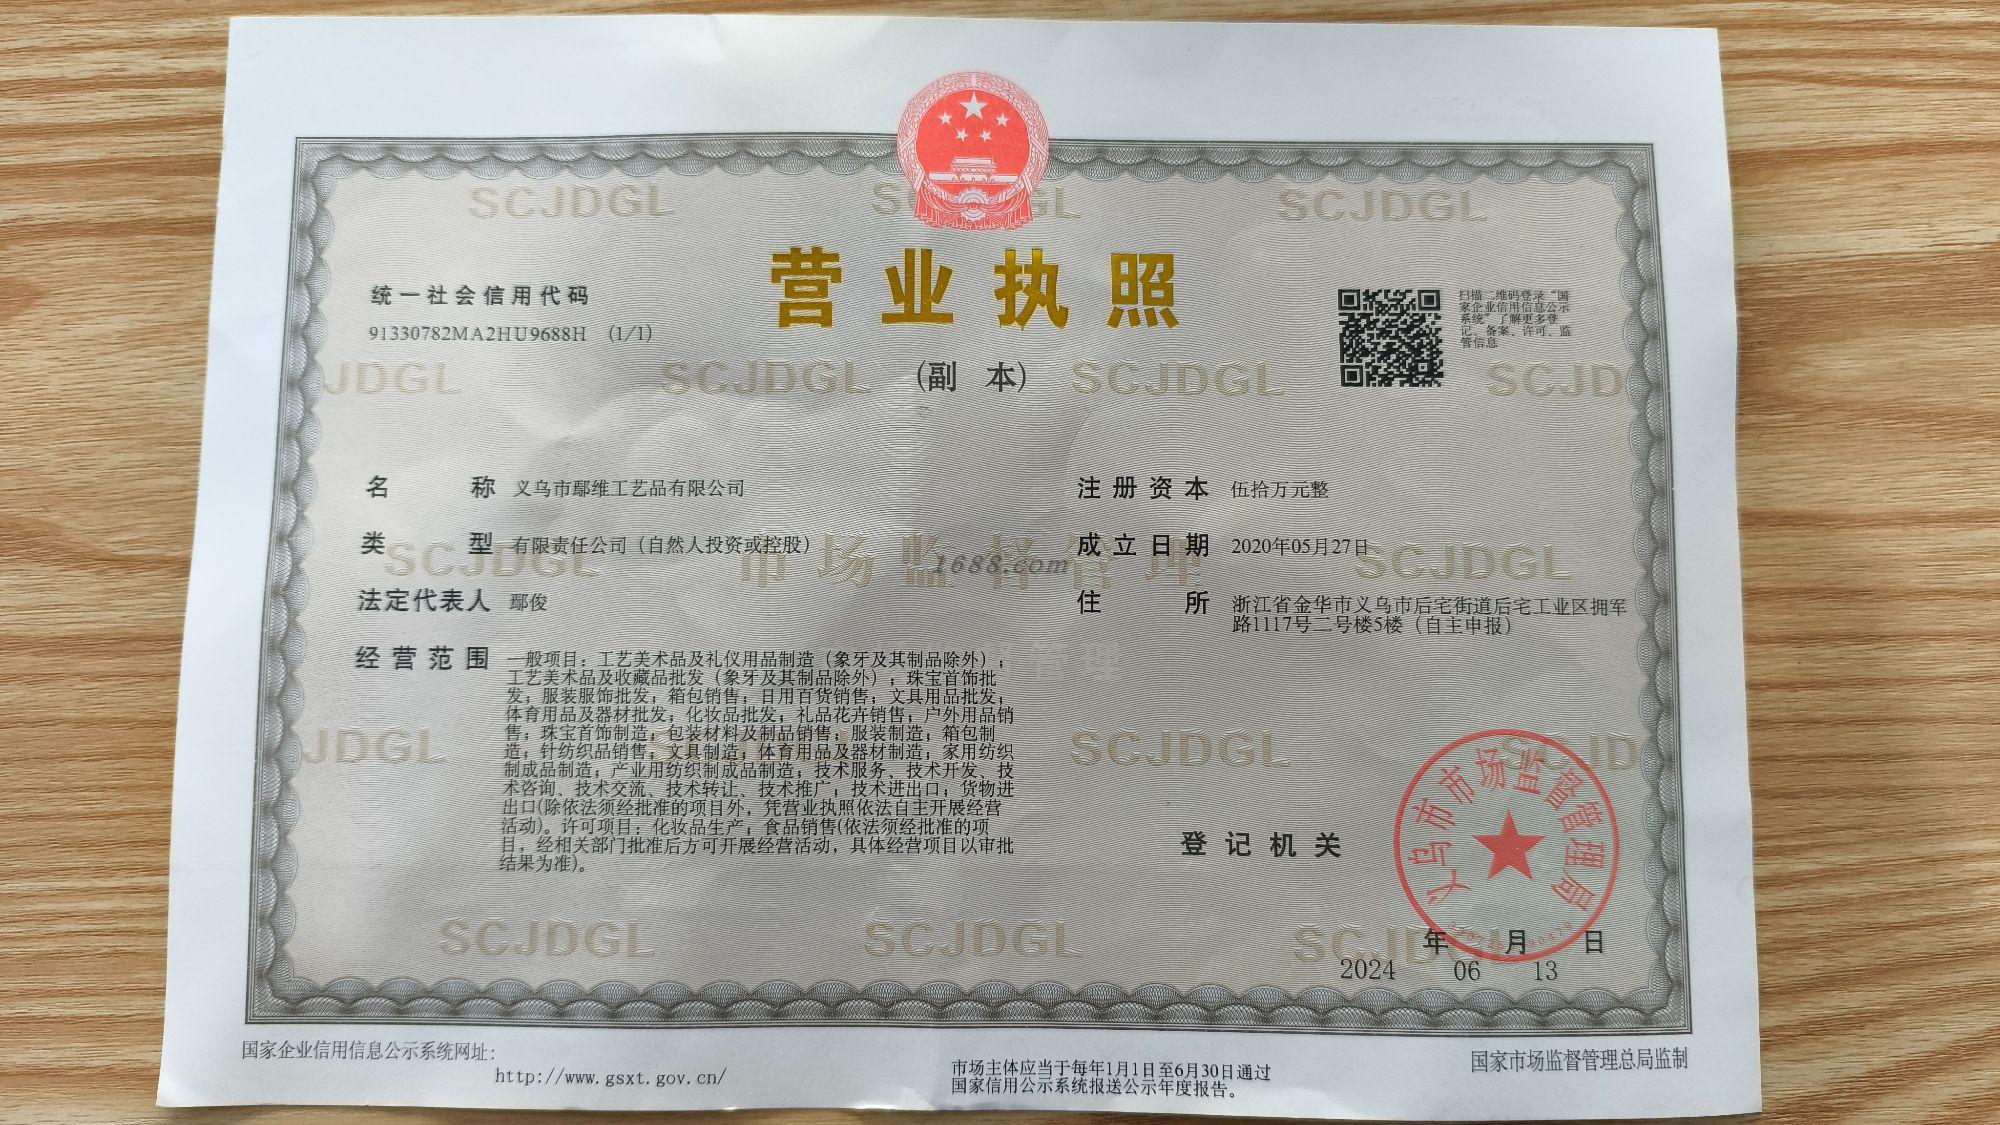 营业执照
(副 本)
统一社会信用代码
91330782MA2HU9688H (1/1)
扫描二维码登录“国
家企业信用信息公示
系统”了解更多登
记、备案、许可、监
管信息
名称 义乌市鄢维工艺品有限公司
类型 有限责任公司（自然人投资或控股）
法定代表人 鄢俊
经营范围 一般项目：工艺美术品及礼仪用品制造（象牙及其制品除外）；
工艺美术品及收藏品批发（象牙及其制品除外）；珠宝首饰批
发；服装服饰批发；箱包销售；日用百货销售；文具用品批发；
体育用品及器材批发；化妆品批发；礼品花卉销售；户外用品销
售；珠宝首饰制造；包装材料及制品销售；服装制造；箱包制
造；针纺织品销售；文具制造；体育用品及器材制造；家用纺织
制成品制造；产业用纺织制成品制造；技术服务、技术开发、技
术咨询、技术交流、技术转让、技术推广；技术进出口；货物进
出口(除依法须经批准的项目外，凭营业执照依法自主开展经营
活动)。许可项目：化妆品生产；食品销售(依法须经批准的项
目，经相关部门批准后方可开展经营活动，具体经营项目以审批
结果为准)。
注册资本 伍拾万元整
成立日期 2020年05月27日
住所 浙江省金华市义乌市后宅街道后宅工业区拥军
路1117号二号楼5楼（自主申报）
1688.com
市场监督管理
SCJDGL
登记机关
义乌市市场监督管理局
年 月 日
2024 06 13
国家企业信用信息公示系统网址：
http://www.gsxt.gov.cn/
市场主体应当于每年1月1日至6月30日通过
国家信用公示系统报送公示年度报告。
国家市场监督管理总局监制